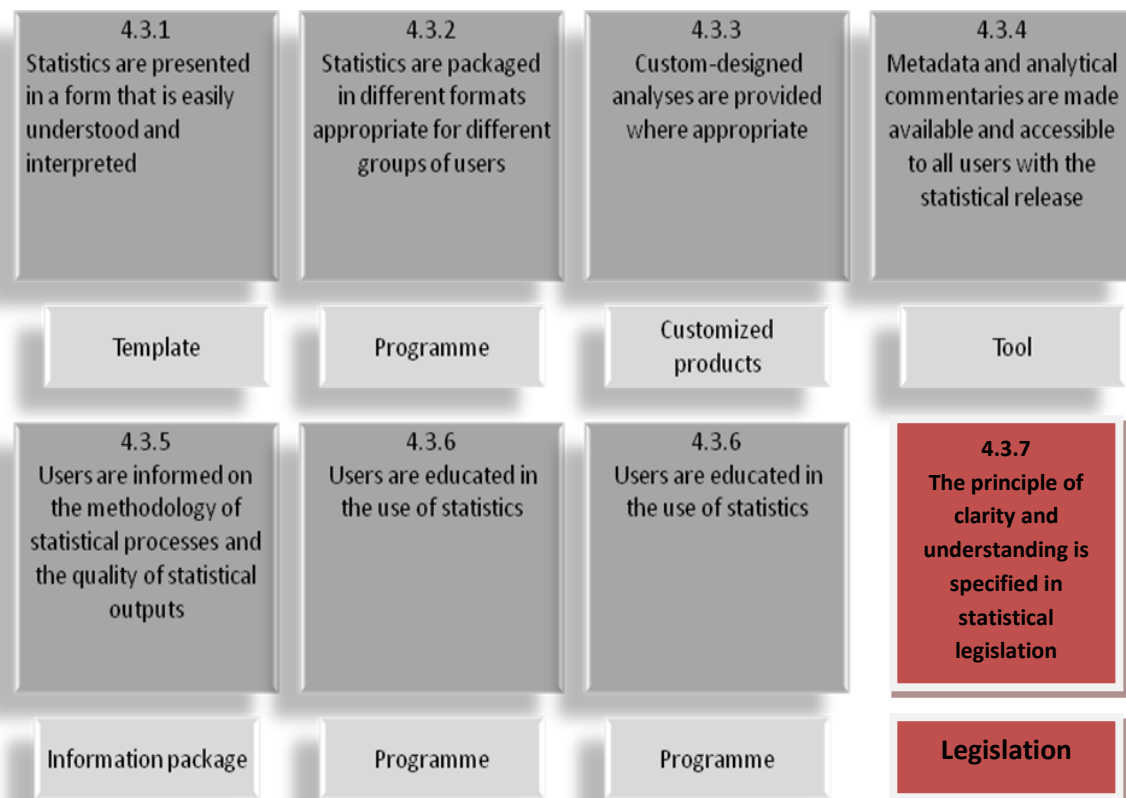 4.3.1
Statistics are presented
in a form that is easily
understood and
interpreted
4.3.2
Statistics are packaged
in different formats
appropriate for different
groups of users
4.3.3
Custom-designed
analyses are provided
where appropriate
4.3.4
Metadata and analytical
commentaries are made
available and accessible
to all users with the
statistical release
Template
Programme
Customized
products
Tool
4.3.5
Users are informed on
the methodology of
statistical processes and
the quality of statistical
outputs
4.3.6
Users are educated in
the use of statistics
4.3.6
Users are educated in
the use of statistics
4.3.7
The principle of
clarity and
understanding is
specified in
statistical
legislation
Information package
Programme
Programme
Legislation